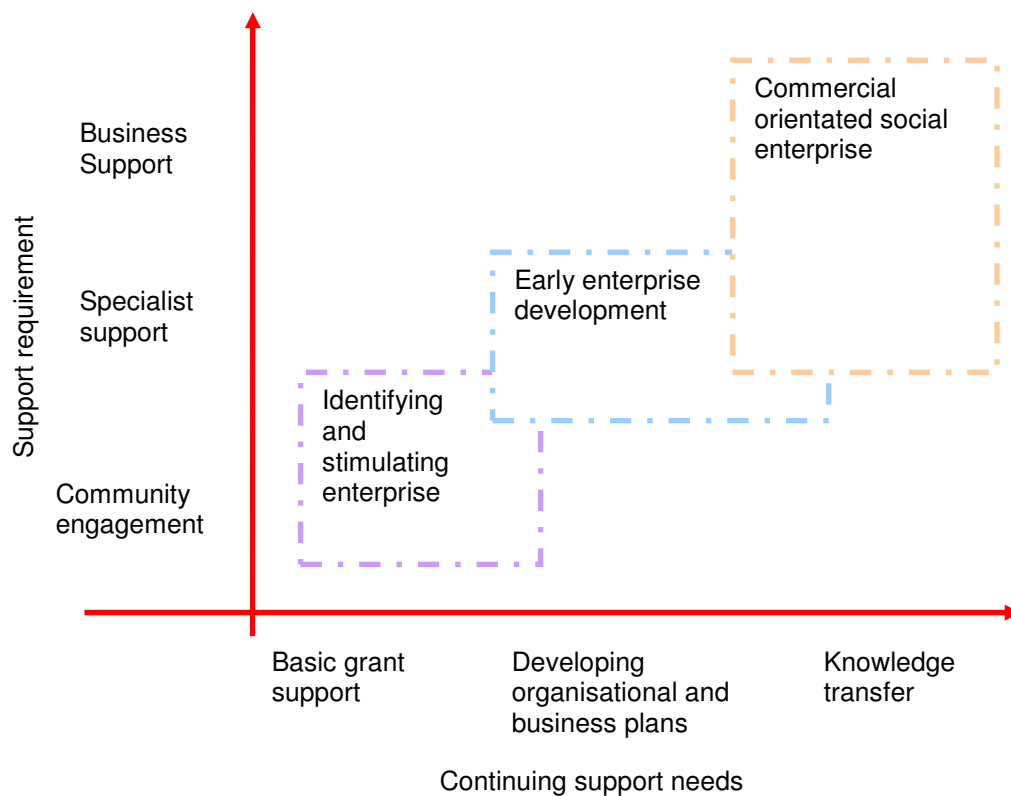 Commercial
orientated social
enterprise
Business
Support
Support requirement
Early enterprise
development
Specialist
support
Identifying
and
stimulating
enterprise
Community
engagement
Basic grant
support
Developing
organisational and
business plans
Knowledge
transfer
Continuing support needs